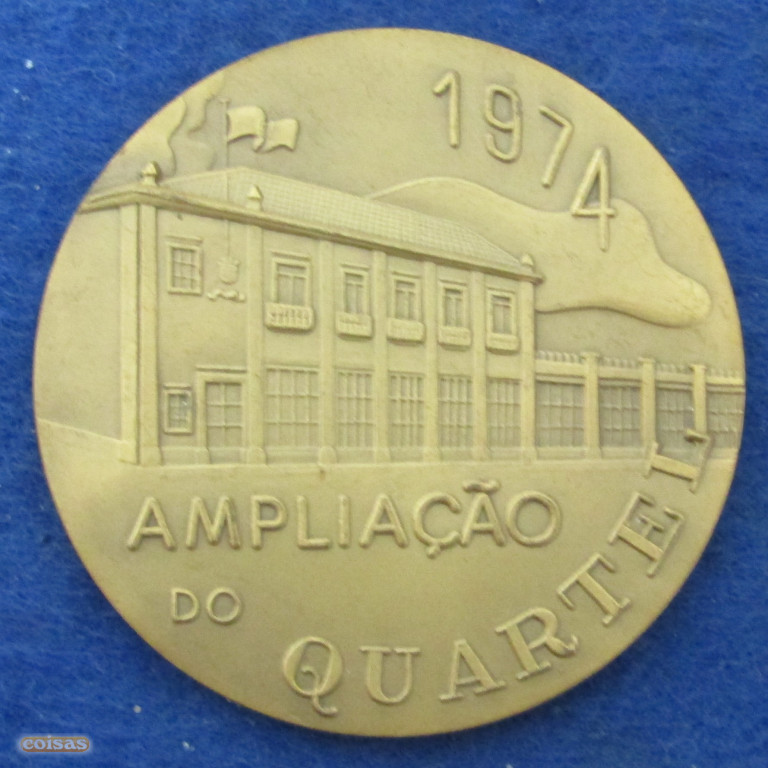 1974
AMPLIAÇÃO
DO
QUARTEL
coisas